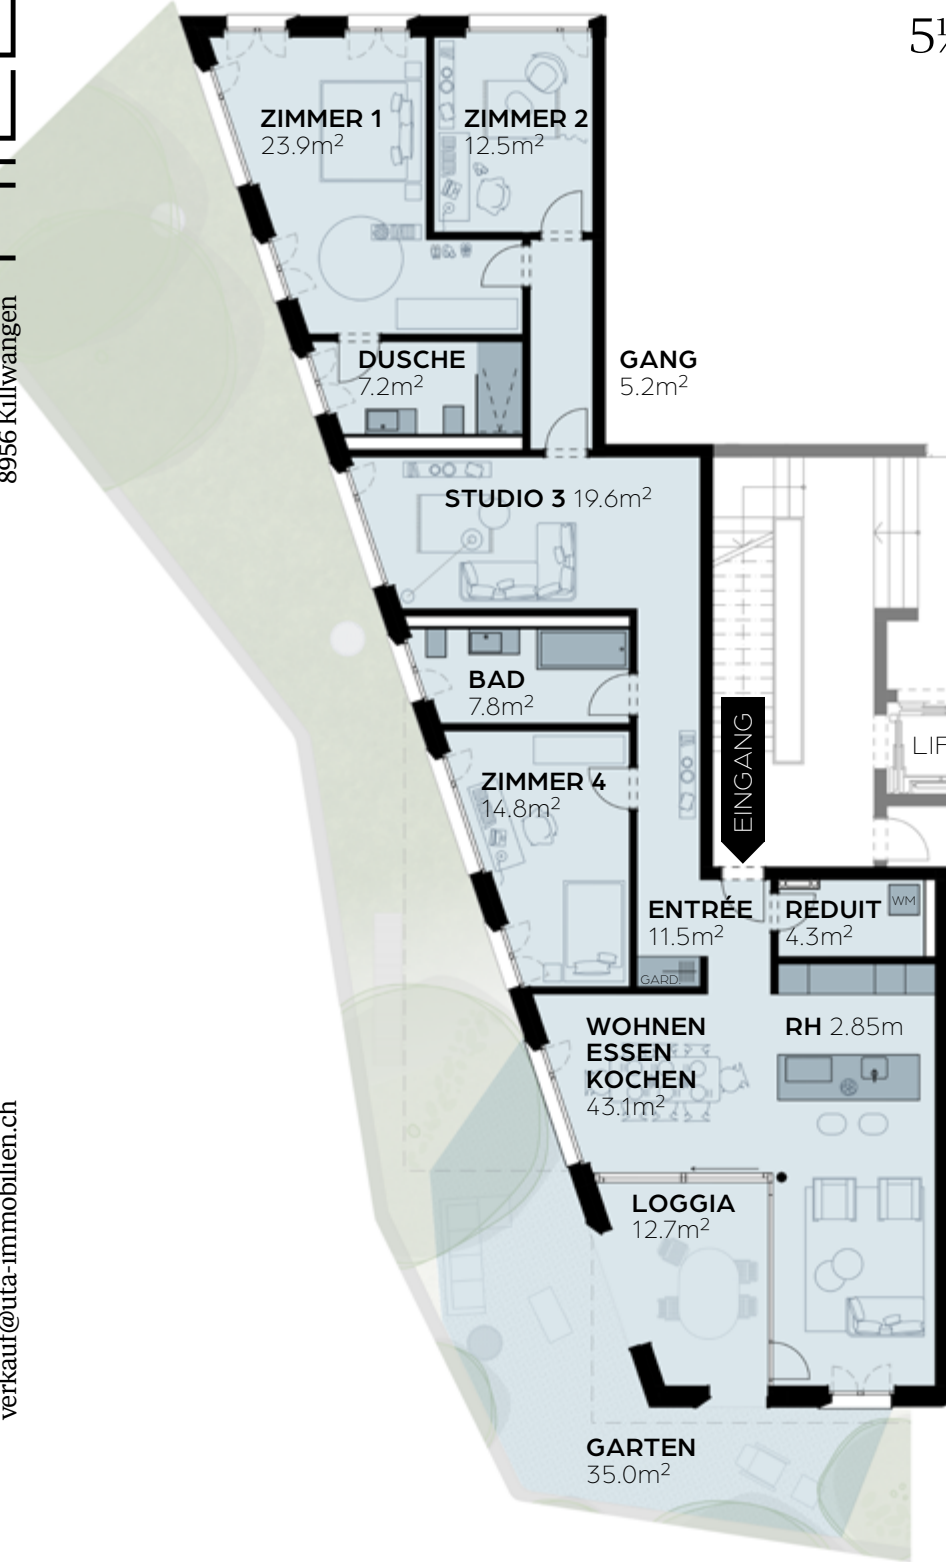 5½
ZIMMER 1
23.9m²
ZIMMER 2
12.5m²
DUSCHE
7.2m²
GANG
5.2m²
8956 Killwangen
STUDIO 3 19.6m²
BAD
7.8m²
EINGANG
ZIMMER 4
14.8m²
ENTRÉE
11.5m²
REDUIT
4.3m²
WM
GARD.
WOHNEN
ESSEN
KOCHEN
43.1m²
RH 2.85m
LOGGIA
12.7m²
verkauf@uta-immobilien.ch
GARTEN
35.0m²